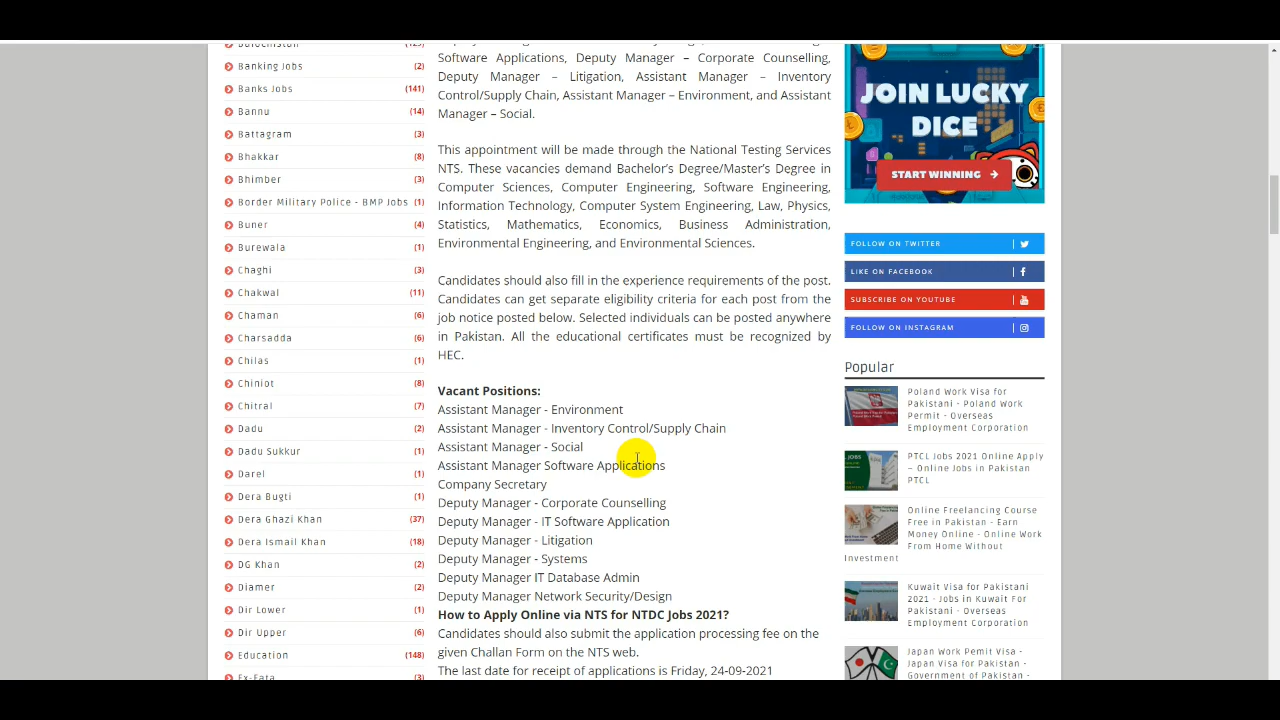 Balochistan (129)
Banking Jobs (2)
Banks Jobs (141)
Bannu (14)
Battagram (3)
Bhakkar (8)
Bhimber (3)
Border Military Police - BMP Jobs (1)
Buner (4)
Burewala (1)
Chaghi (3)
Chakwal (11)
Chaman (6)
Charsadda (6)
Chilas (1)
Chiniot (8)
Chitral (7)
Dadu (2)
Dadu Sukkur (1)
Darel (1)
Dera Bugti (1)
Dera Ghazi Khan (37)
Dera Ismail Khan (18)
DG Khan (2)
Diamer (2)
Dir Lower (1)
Dir Upper (6)
Education (148)
Ex-Fata (3)
Software Applications, Deputy Manager – Corporate Counselling,
Deputy Manager – Litigation, Assistant Manager – Inventory
Control/Supply Chain, Assistant Manager – Environment, and Assistant
Manager – Social.
This appointment will be made through the National Testing Services
NTS. These vacancies demand Bachelor's Degree/Master's Degree in
Computer Sciences, Computer Engineering, Software Engineering,
Information Technology, Computer System Engineering, Law, Physics,
Statistics, Mathematics, Economics, Business Administration,
Environmental Engineering, and Environmental Sciences.
Candidates should also fill in the experience requirements of the post.
Candidates can get separate eligibility criteria for each post from the
job notice posted below. Selected individuals can be posted anywhere
in Pakistan. All the educational certificates must be recognized by
HEC.
Vacant Positions:
Assistant Manager - Environment
Assistant Manager - Inventory Control/Supply Chain
Assistant Manager - Social
Assistant Manager Software Applications
Company Secretary
Deputy Manager - Corporate Counselling
Deputy Manager - IT Software Application
Deputy Manager - Litigation
Deputy Manager - Systems
Deputy Manager IT Database Admin
Deputy Manager Network Security/Design
How to Apply Online via NTS for NTDC Jobs 2021?
Candidates should also submit the application processing fee on the
given Challan Form on the NTS web.
The last date for receipt of applications is Friday, 24-09-2021
JOIN LUCKY
DICE
START WINNING
FOLLOW ON TWITTER
LIKE ON FACEBOOK
SUBSCRIBE ON YOUTUBE
FOLLOW ON INSTAGRAM
Popular
Poland Work Visa for
Pakistani - Poland Work
Permit - Overseas
Employment Corporation
PTCL Jobs 2021 Online Apply
– Online Jobs in Pakistan
PTCL
Online Freelancing Course
Free in Pakistan - Earn
Money Online - Online Work
From Home Without
Investment
Kuwait Visa for Pakistani
2021 - Jobs in Kuwait For
Pakistani - Overseas
Employment Corporation
Japan Work Pemit Visa -
Japan Visa for Pakistan -
Government of Pakistan -